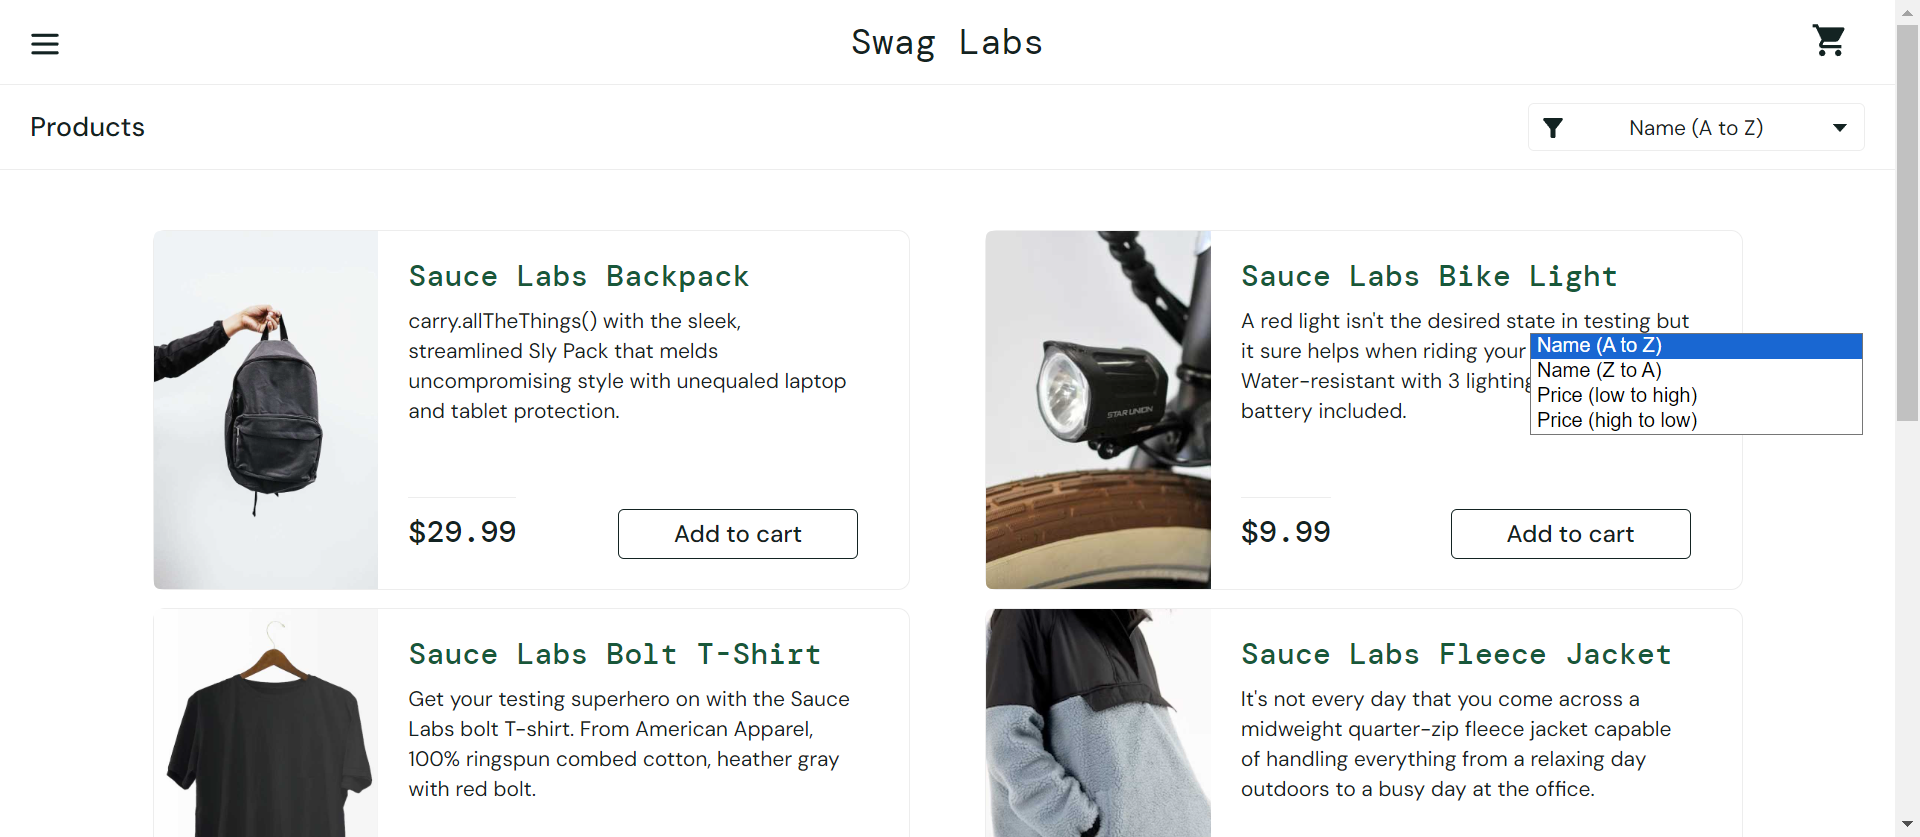 Swag Labs
Products
Name (A to Z)
Sauce Labs Backpack
carry.allTheThings() with the sleek,
streamlined Sly Pack that melds
uncompromising style with unequaled laptop
and tablet protection.
$29.99
Add to cart
Sauce Labs Bike Light
A red light isn't the desired state in testing but
it sure helps when riding your
Water-resistant with 3 lighting
battery included.
STAR UNION
$9.99
Add to cart
Name (A to Z)
Name (Z to A)
Price (low to high)
Price (high to low)
Sauce Labs Bolt T-Shirt
Get your testing superhero on with the Sauce
Labs bolt T-shirt. From American Apparel,
100% ringspun combed cotton, heather gray
with red bolt.
Sauce Labs Fleece Jacket
It's not every day that you come across a
midweight quarter-zip fleece jacket capable
of handling everything from a relaxing day
outdoors to a busy day at the office.